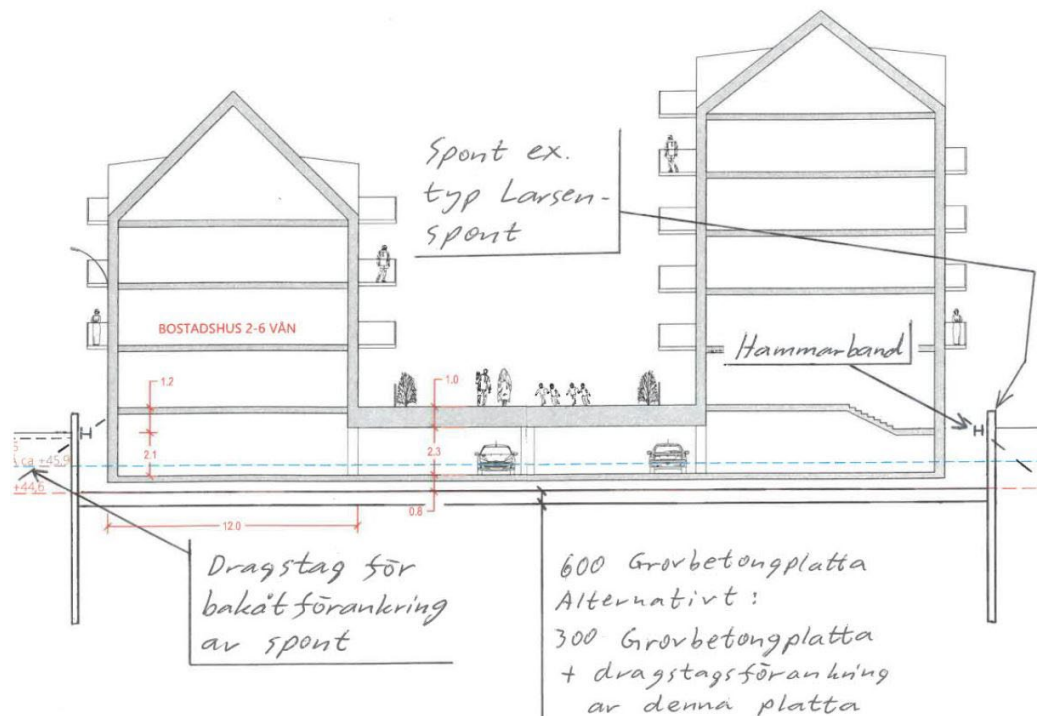 Spont ex.
typ Larsen-
spont
BOSTADSHUS 2-6 VÅN
Hammarband
1.2
1.0
2.1
2.3
ca +45,9
+44,6
0.8
12.0
Dragstag för
bakåtförankring
av spont
600 Grovbetongplatta
Alternativt:
300 Grovbetongplatta
+ dragstagsförankring
av denna platta